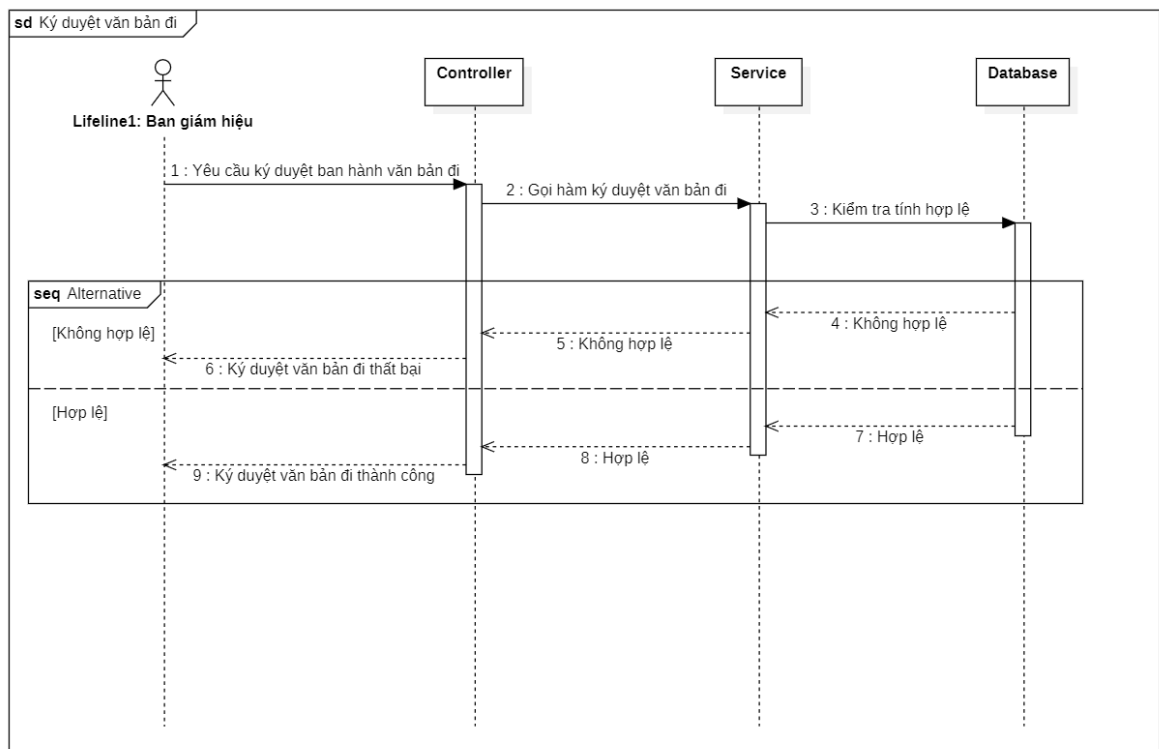 sd Ký duyệt văn bản đi
Controller
Service
Database
Lifeline1: Ban giám hiệu
1 : Yêu cầu ký duyệt ban hành văn bản đi
2 : Gọi hàm ký duyệt văn bản đi
3 : Kiểm tra tính hợp lệ
seq Alternative
[Không hợp lệ]
4 : Không hợp lệ
5 : Không hợp lệ
6 : Ký duyệt văn bản đi thất bại
[Hợp lệ]
7 : Hợp lệ
8 : Hợp lệ
9 : Ký duyệt văn bản đi thành công